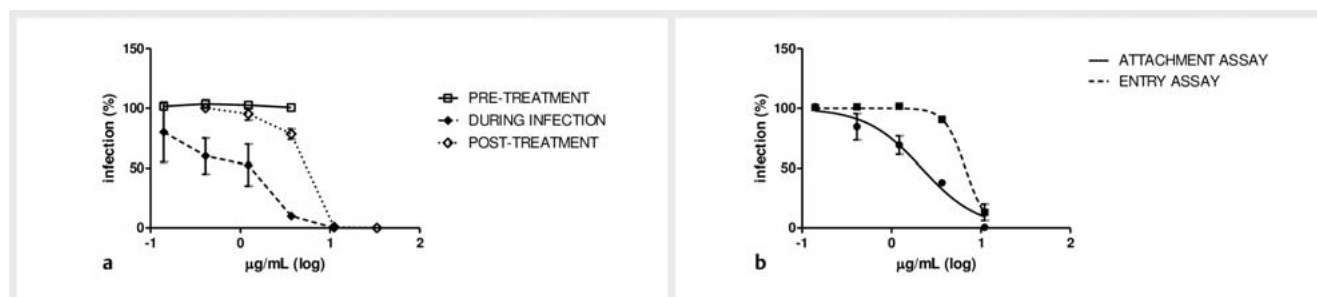 150
100
50
0
infection (%)
-1 0 1 2
µg/mL (log)
a
PRE-TREATMENT
DURING INFECTION
POST-TREATMENT
150
100
50
0
infection (%)
-1 0 1 2
µg/mL (log)
b
ATTACHMENT ASSAY
ENTRY ASSAY